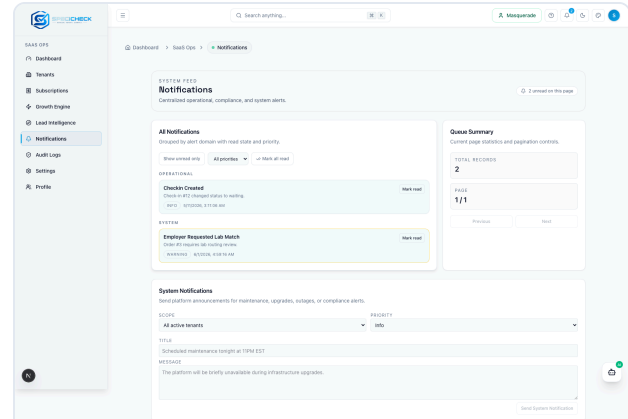 SYNCCHECK
Search anything...
⌘ K
Masquerade
S
SAAS OPS
Dashboard
Tenants
Subscriptions
Growth Engine
Lead Intelligence
Notifications
Audit Logs
Settings
Profile
Dashboard > SaaS Ops > Notifications
SYSTEM FEED
Notifications
Centralized operational, compliance, and system alerts.
2 unread on this page
All Notifications
Grouped by alert domain with read state and priority.
Show unread only
All priorities
Mark all read
OPERATIONAL
Checkin Created
Mark read
Check-in #12 changed status to waiting.
INFO
SYSTEM
Employer Requested Lab Match
Mark read
Order #3 requires lab routing review.
WARNING
Queue Summary
Current page statistics and pagination controls.
TOTAL RECORDS
2
PAGE
1 / 1
Previous
Next
System Notifications
Send platform announcements for maintenance, upgrades, outages, or compliance alerts.
SCOPE
PRIORITY
All active tenants
Info
TITLE
Scheduled maintenance tonight at 11PM EST
MESSAGE
The platform will be briefly unavailable during infrastructure upgrades.
Send System Notification
N